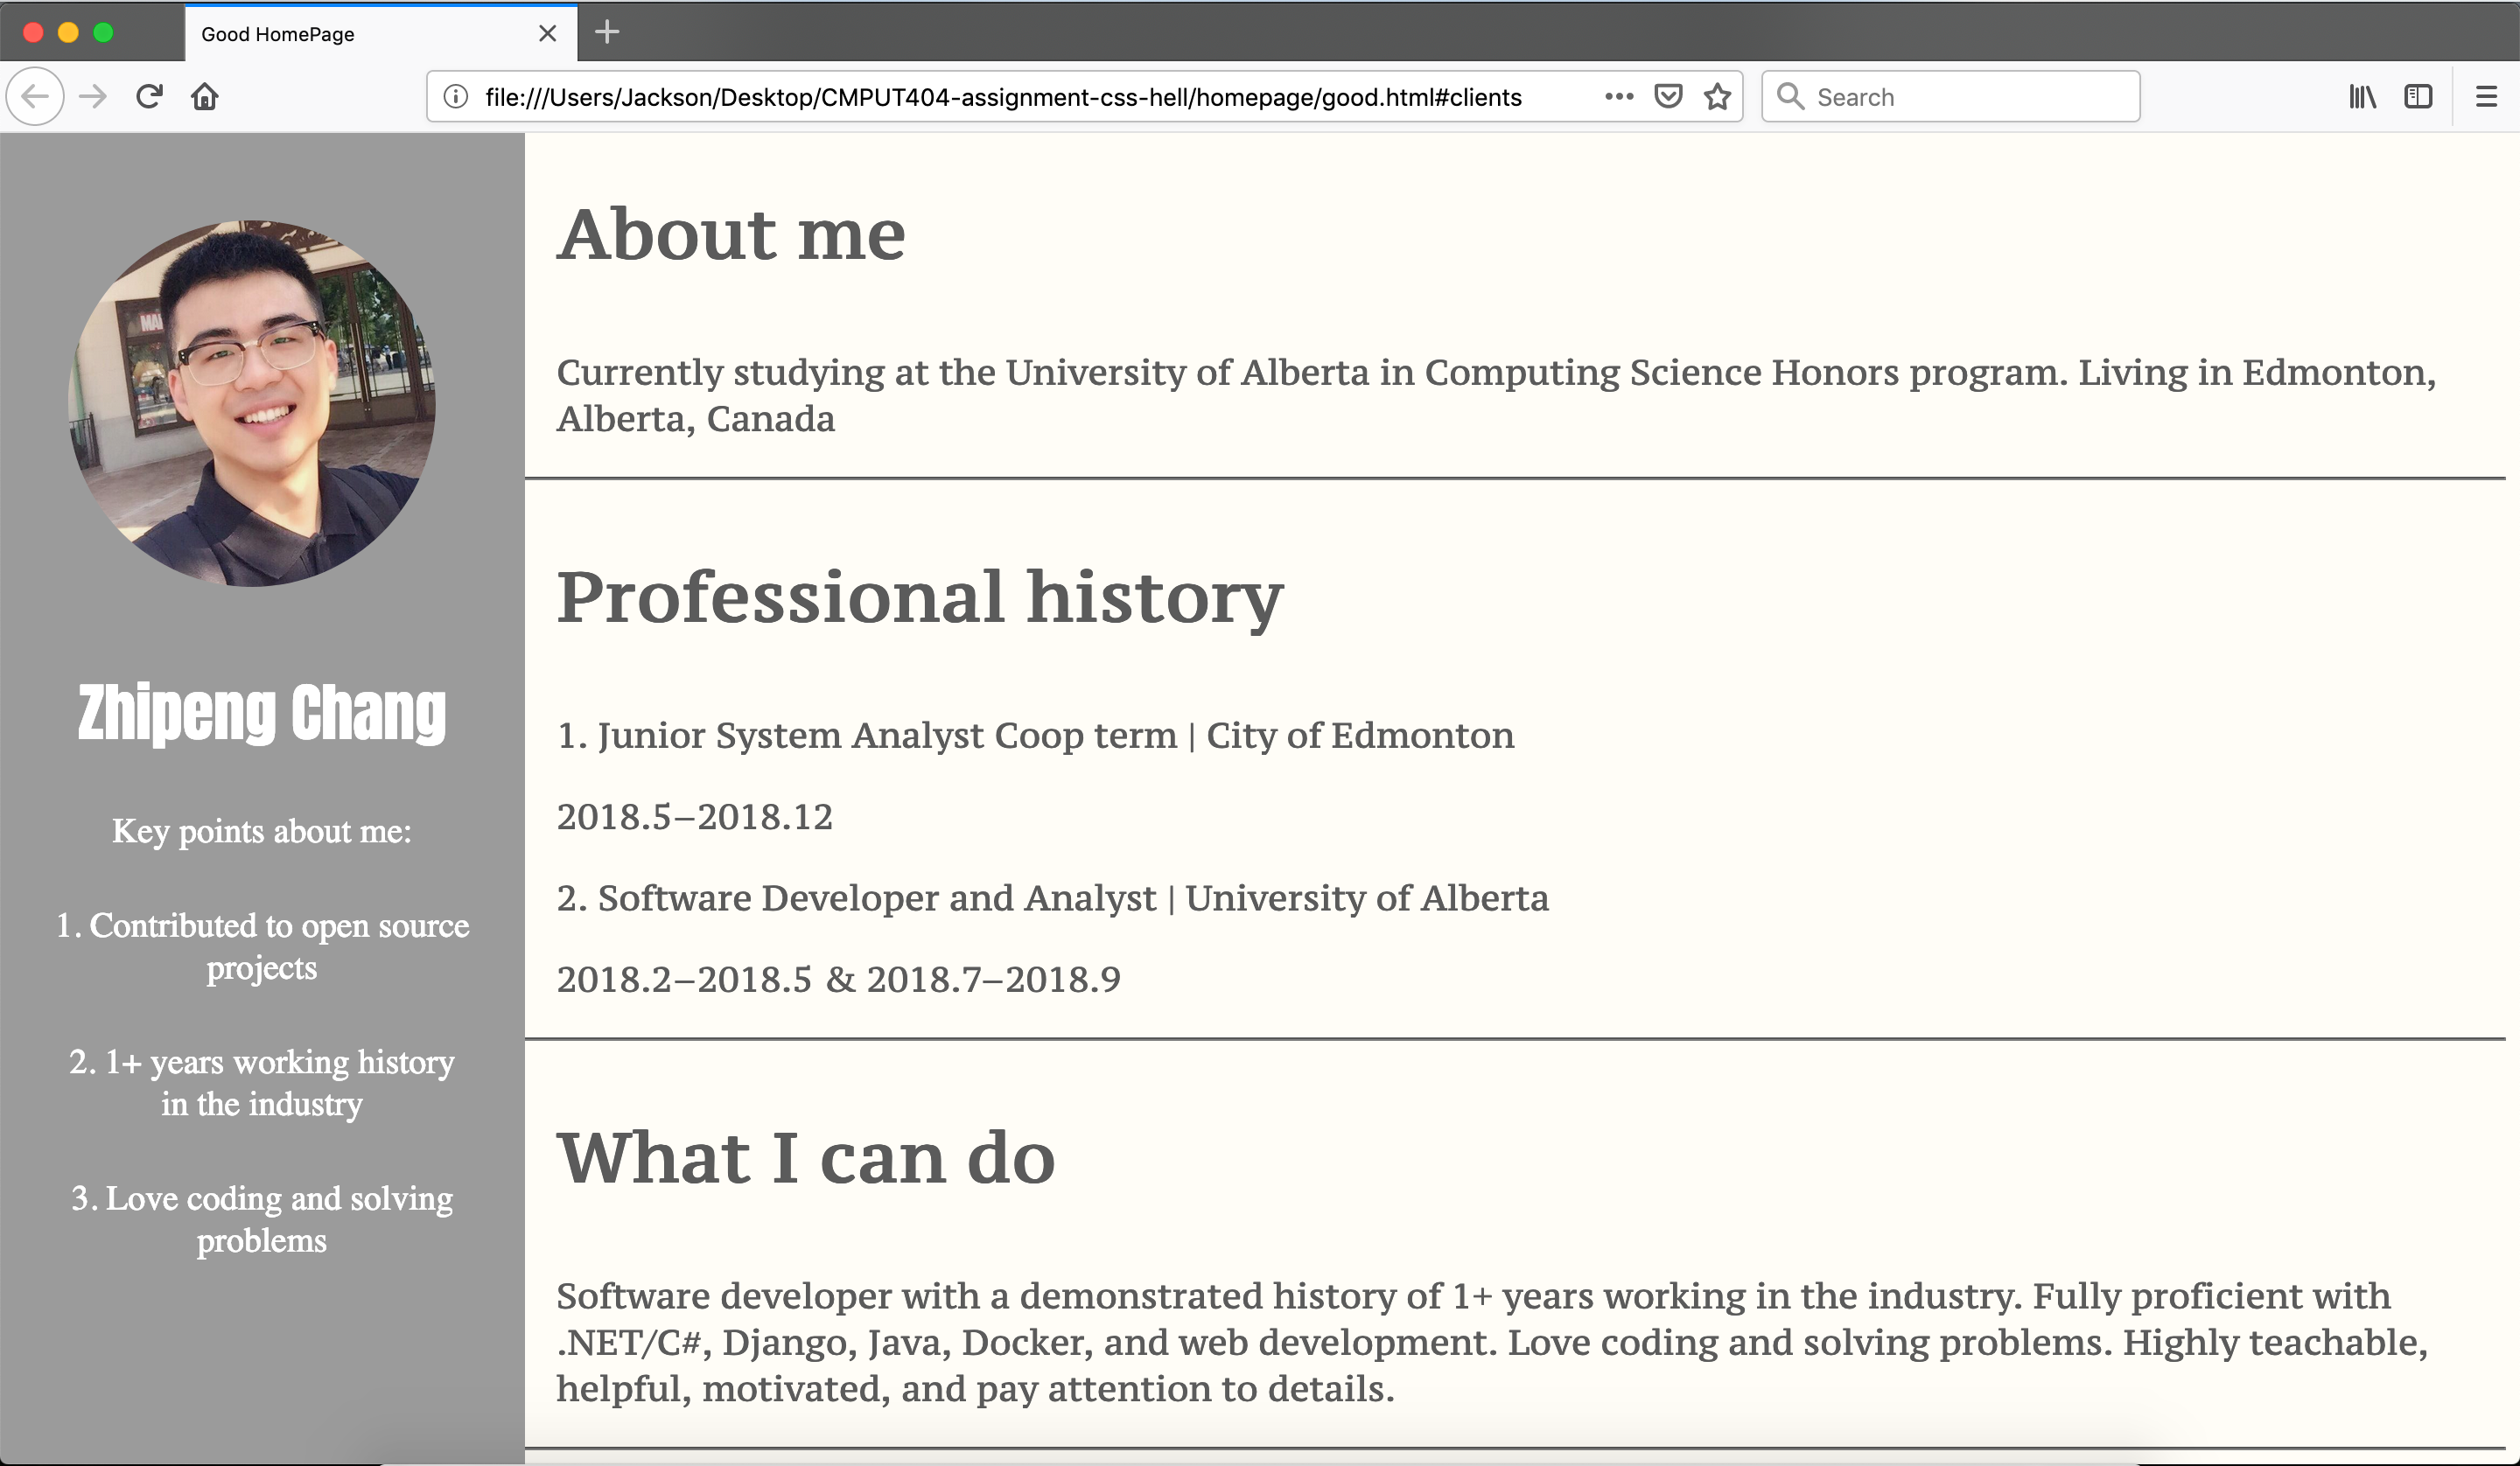 Good HomePage
file:///Users/Jackson/Desktop/CMPUT404-assignment-css-hell/homepage/good.html#clients
Search
Zhipeng Chang
Key points about me:
1. Contributed to open source
projects
2. 1+ years working history
in the industry
3. Love coding and solving
problems
About me
Currently studying at the University of Alberta in Computing Science Honors program. Living in Edmonton,
Alberta, Canada
Professional history
1. Junior System Analyst Coop term | City of Edmonton
2018.5–2018.12
2. Software Developer and Analyst | University of Alberta
2018.2–2018.5 & 2018.7–2018.9
What I can do
Software developer with a demonstrated history of 1+ years working in the industry. Fully proficient with
.NET/C#, Django, Java, Docker, and web development. Love coding and solving problems. Highly teachable,
helpful, motivated, and pay attention to details.